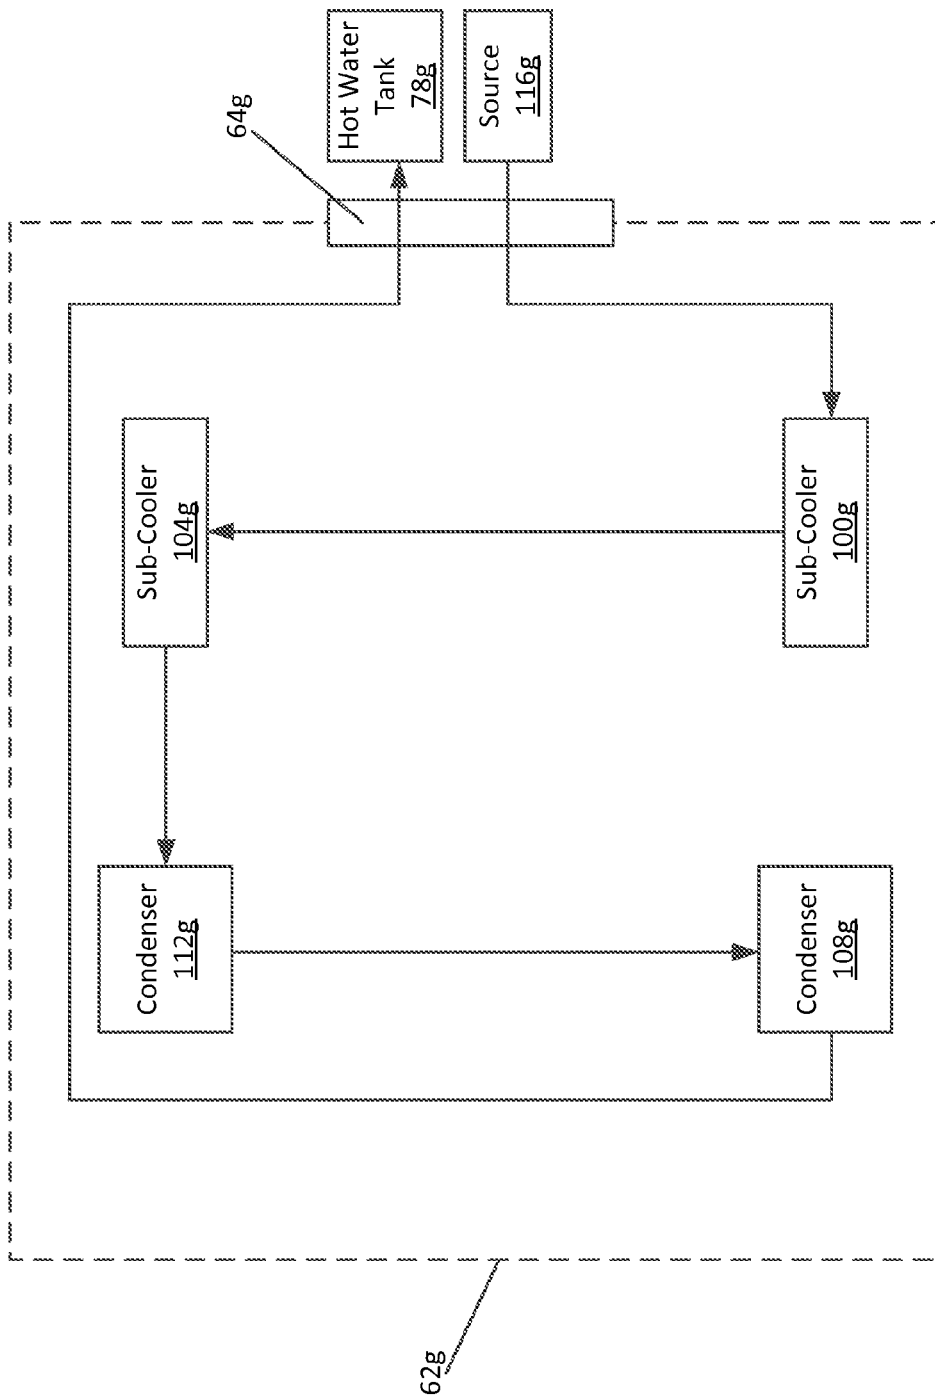 Condenser
112g
Sub-Cooler
104g
64g
Hot Water
Tank
78g
62g
Source
116g
Condenser
108g
Sub-Cooler
100g